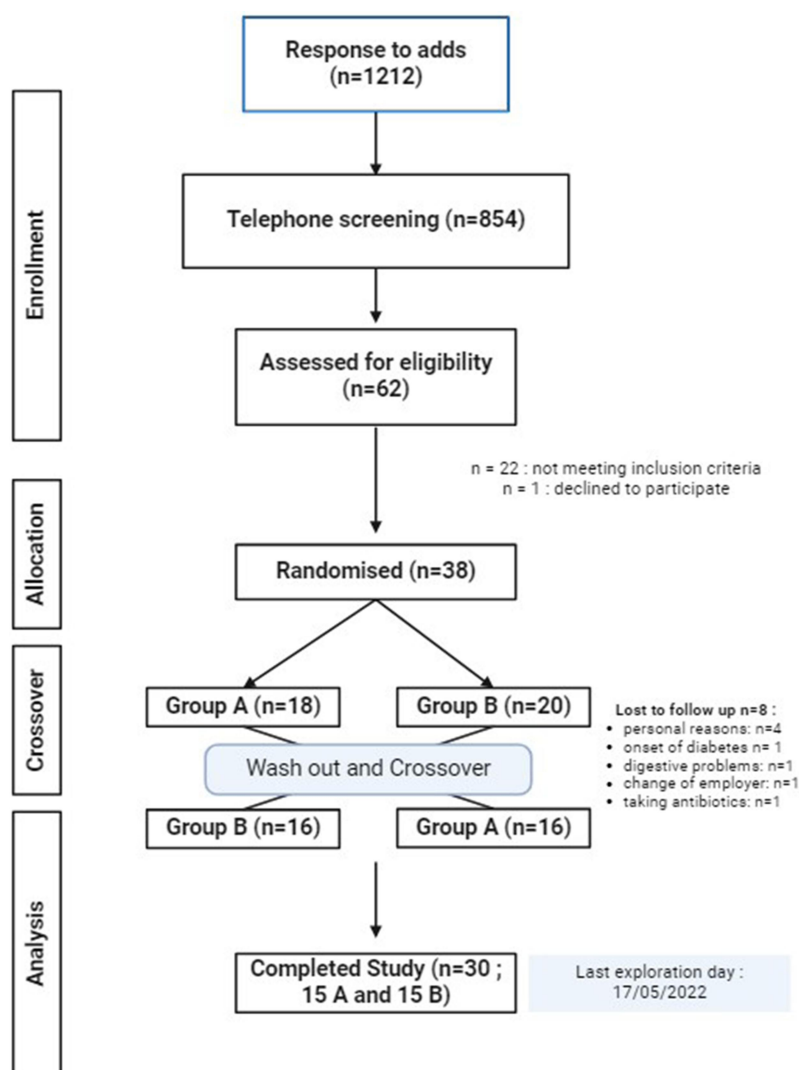 Response to adds
(n=1212)
Enrollment
Telephone screening (n=854)
Assessed for eligibility
(n=62)
n = 22 : not meeting inclusion criteria
n = 1 : declined to participate
Allocation
Randomised (n=38)
Crossover
Group A (n=18)
Group B (n=20)
Wash out and Crossover
Group B (n=16)
Group A (n=16)
Lost to follow up n=8 :
• personal reasons: n=4
• onset of diabetes n= 1
• digestive problems: n=1
• change of employer: n=1
• taking antibiotics: n=1
Analysis
Completed Study (n=30 ;
15 A and 15 B)
Last exploration day :
17/05/2022